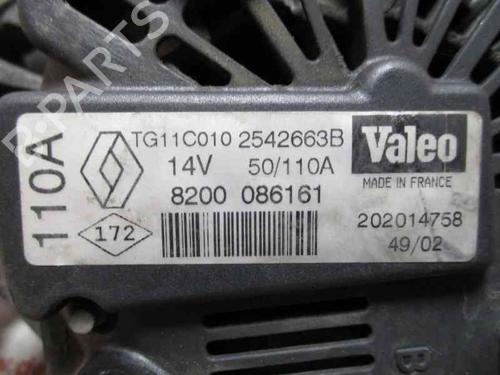 110A
TG11C010 2542663B
14V 50/110A
8200 086161
172
Valeo
MADE IN FRANCE
202014758
49/02
B
B-PARTS